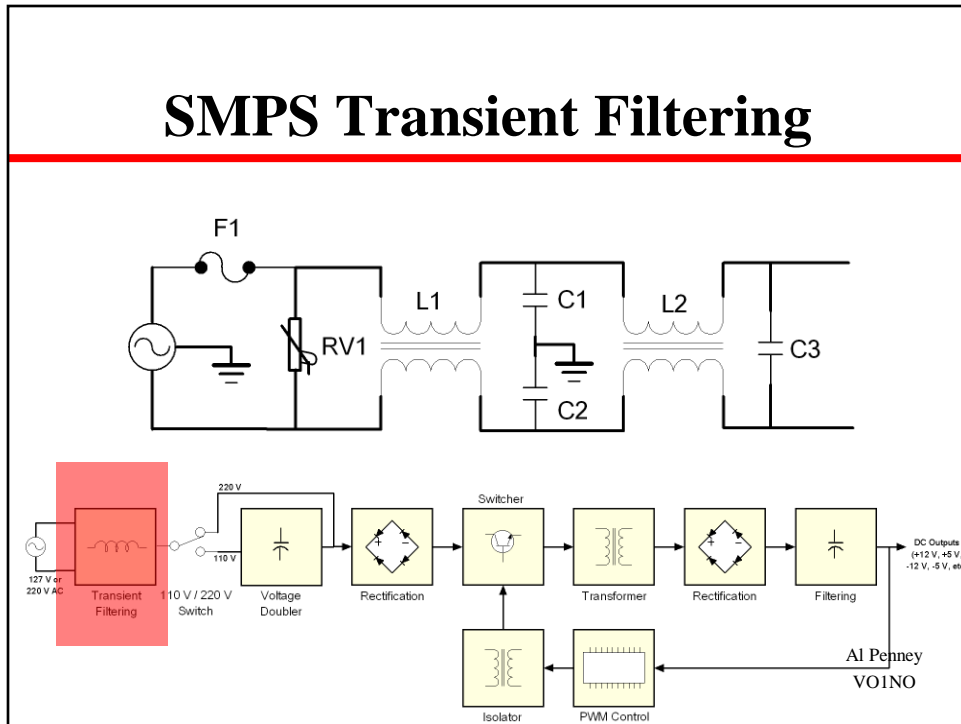 SMPS Transient Filtering
F1
L1
C1
L2
RV1
C3
C2
220 V
Switcher
110 V
DC Outputs
(+12 V, +5 V,
-12 V, -5 V, etc
127 V or
220 V AC
Transient
Filtering
110 V / 220 V
Switch
Voltage
Doubler
Rectification
Transformer
Rectification
Filtering
Al Penney
VO1NO
Isolator
PWM Control